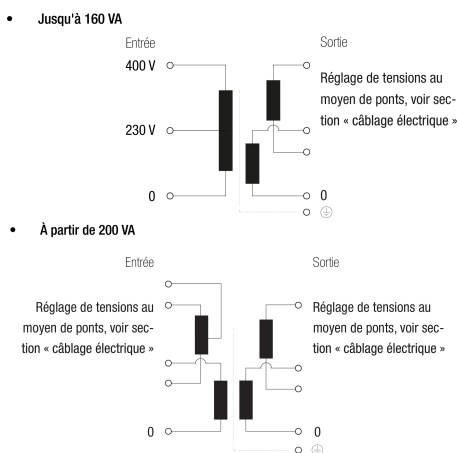 • Jusqu'à 160 VA
Entrée
Sortie
400 V
230 V
0
Réglage de tensions au
moyen de ponts, voir sec-
tion « câblage électrique »
0
• À partir de 200 VA
Entrée
Sortie
Réglage de tensions au
moyen de ponts, voir sec-
tion « câblage électrique »
0
Réglage de tensions au
moyen de ponts, voir sec-
tion « câblage électrique »
0